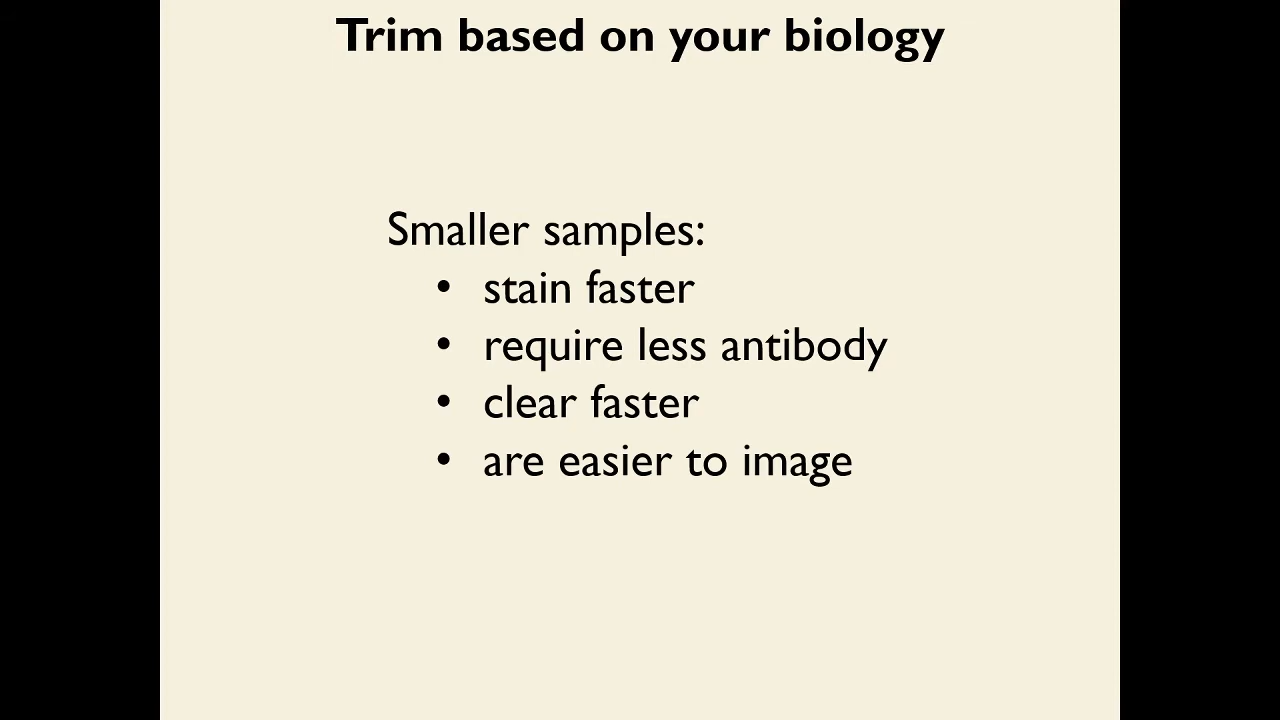 Trim based on your biology
Smaller samples:
• stain faster
• require less antibody
• clear faster
• are easier to image